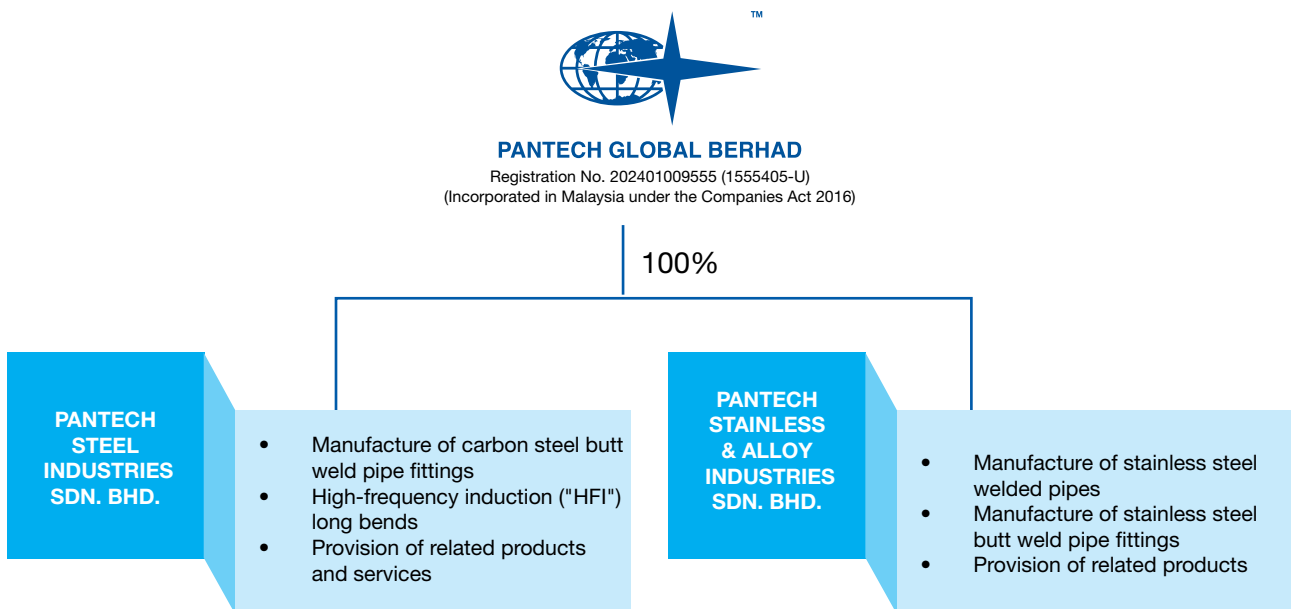 ™
PANTECH GLOBAL BERHAD
Registration No. 202401009555 (1555405-U)
(Incorporated in Malaysia under the Companies Act 2016)
100%
PANTECH
STEEL
INDUSTRIES
SDN. BHD.
• Manufacture of carbon steel butt
weld pipe fittings
• High-frequency induction ("HFI")
long bends
• Provision of related products
and services
PANTECH
STAINLESS
& ALLOY
INDUSTRIES
SDN. BHD.
• Manufacture of stainless steel
welded pipes
• Manufacture of stainless steel
butt weld pipe fittings
• Provision of related products